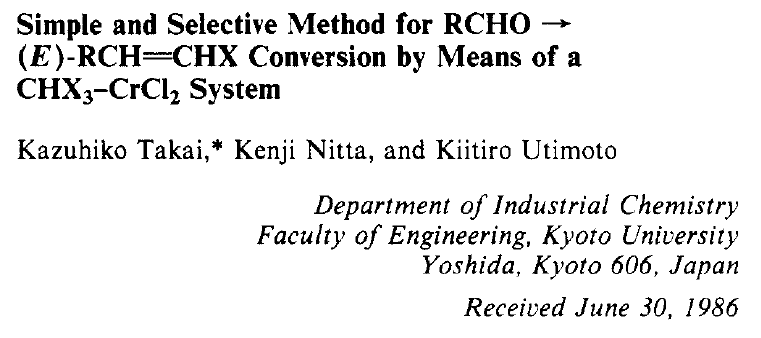 Simple and Selective Method for RCHO →
(E)-RCH=CHX Conversion by Means of a
CHX₃–CrCl₂ System
Kazuhiko Takai,* Kenji Nitta, and Kiitiro Utimoto
Department of Industrial Chemistry
Faculty of Engineering, Kyoto University
Yoshida, Kyoto 606, Japan
Received June 30, 1986